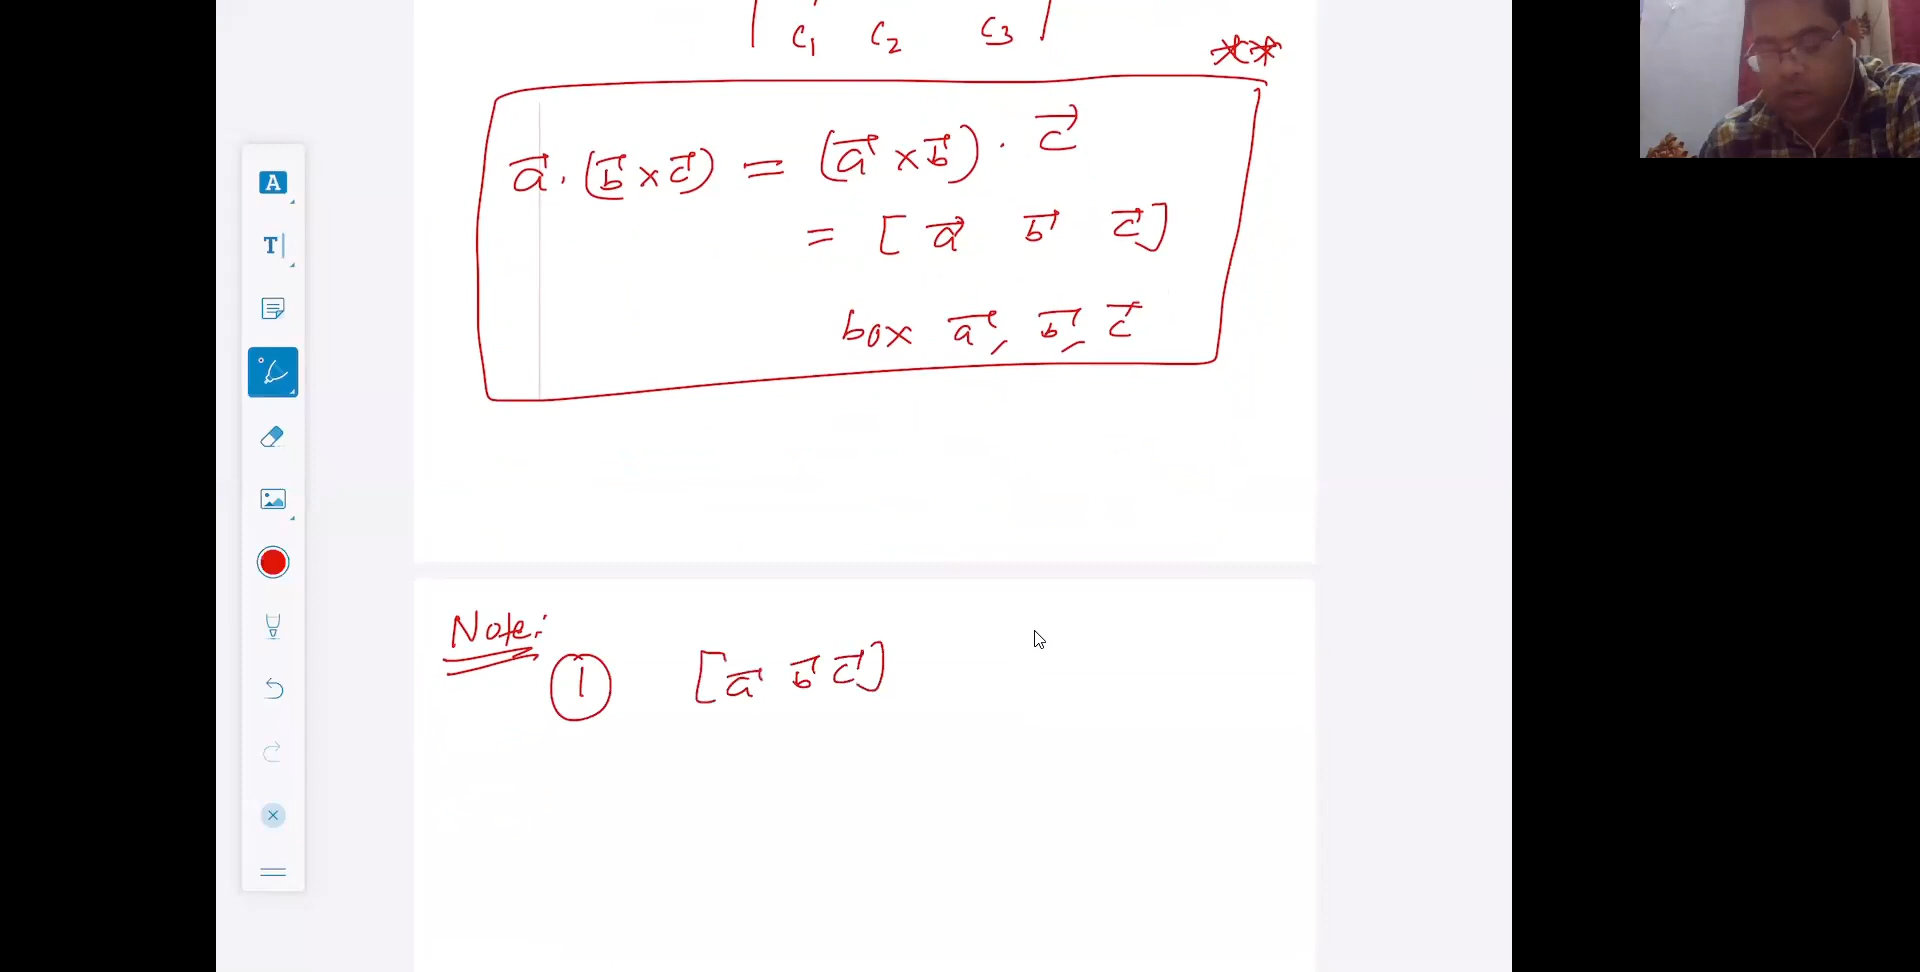 c₁ c₂ c₃
**
a⃗ . (b⃗ × c⃗) = (a⃗ × b⃗) . c⃗
= [ a⃗ b⃗ c⃗ ]
box a⃗, b⃗, c⃗
Note:
① [a⃗ b⃗ c⃗]
A
T